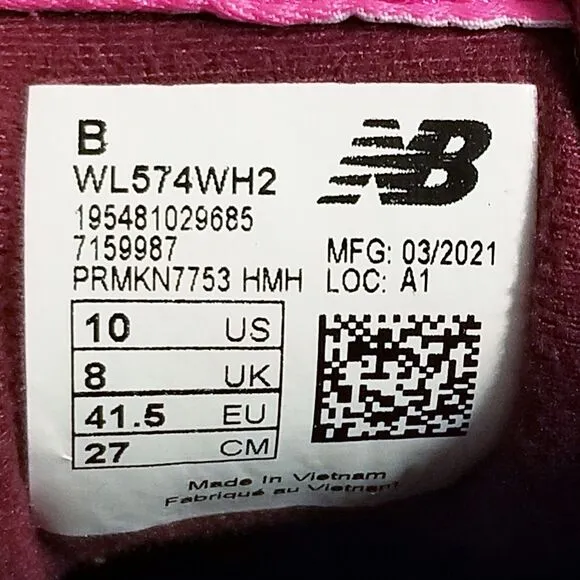 B
WL574WH2
195481029685
7159987
PRMKN7753 HMH
NB
MFG: 03/2021
LOC: A1
10 US
8 UK
41.5 EU
27 CM
Made In Vietnam
Fabriqué au Vietnam